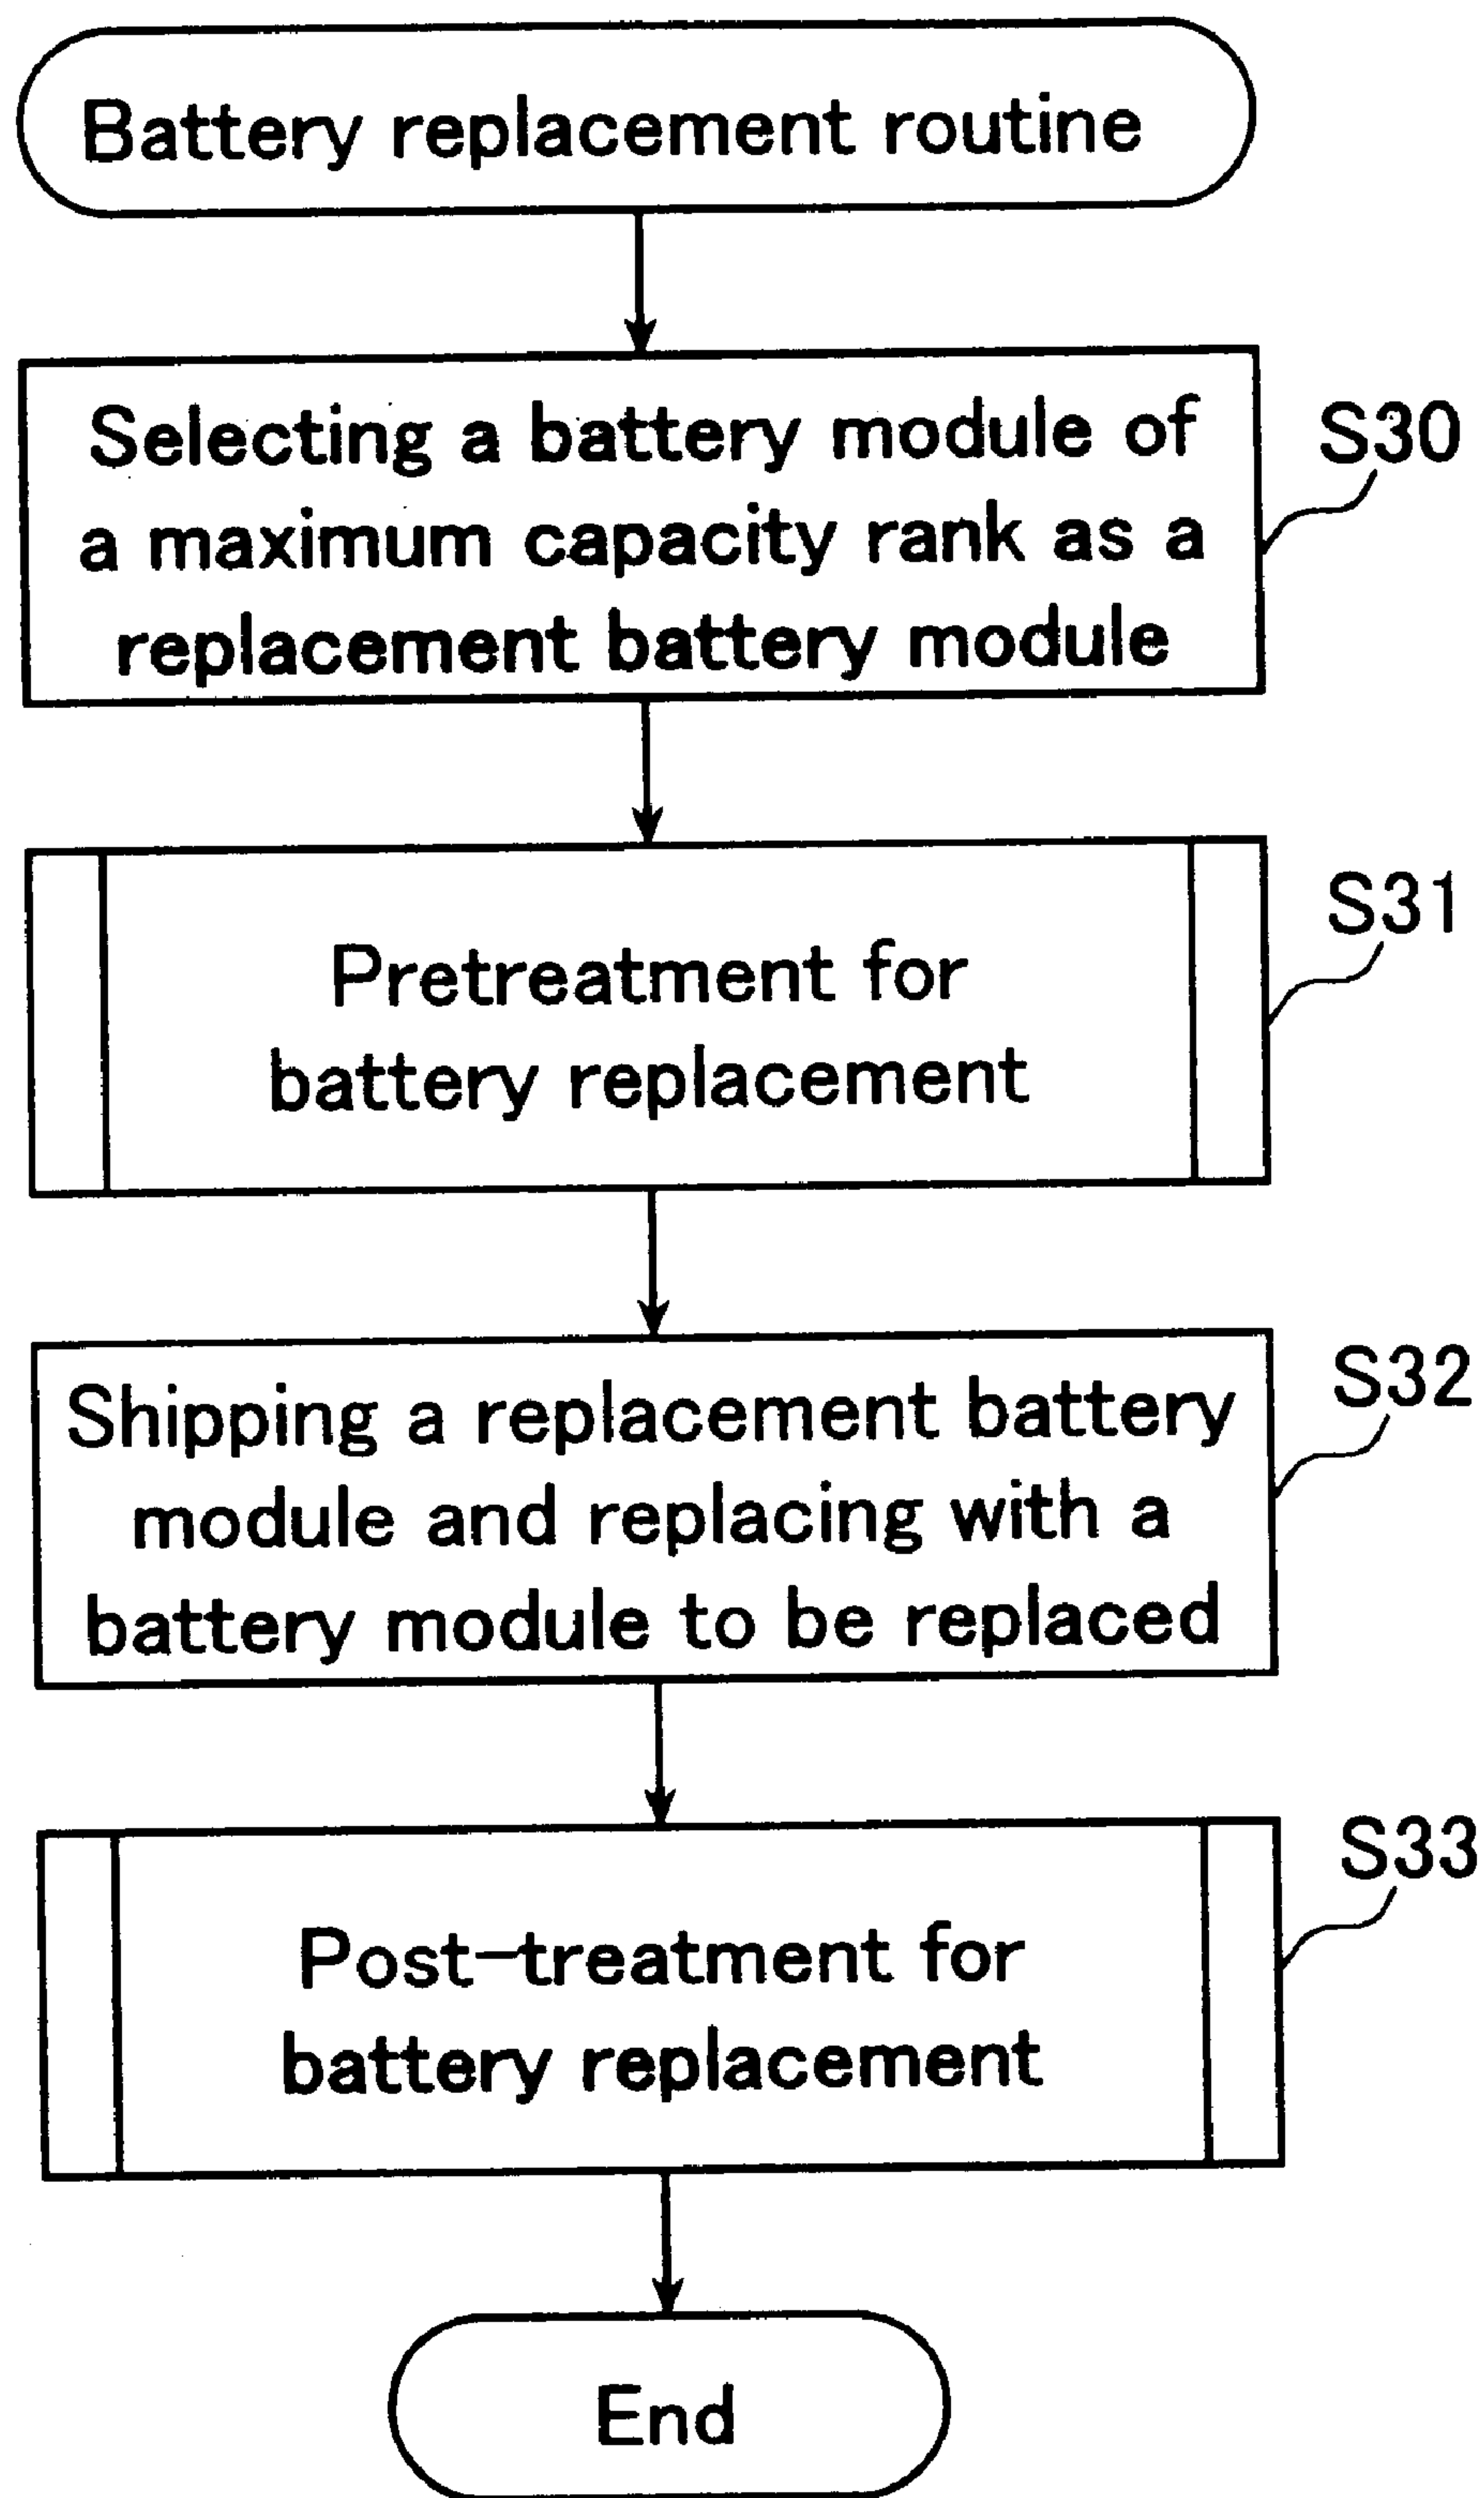 Battery replacement routine
Selecting a battery module of
a maximum capacity rank as a
replacement battery module
S30
Pretreatment for
battery replacement
S31
Shipping a replacement battery
module and replacing with a
battery module to be replaced
S32
Post-treatment for
battery replacement
S33
End